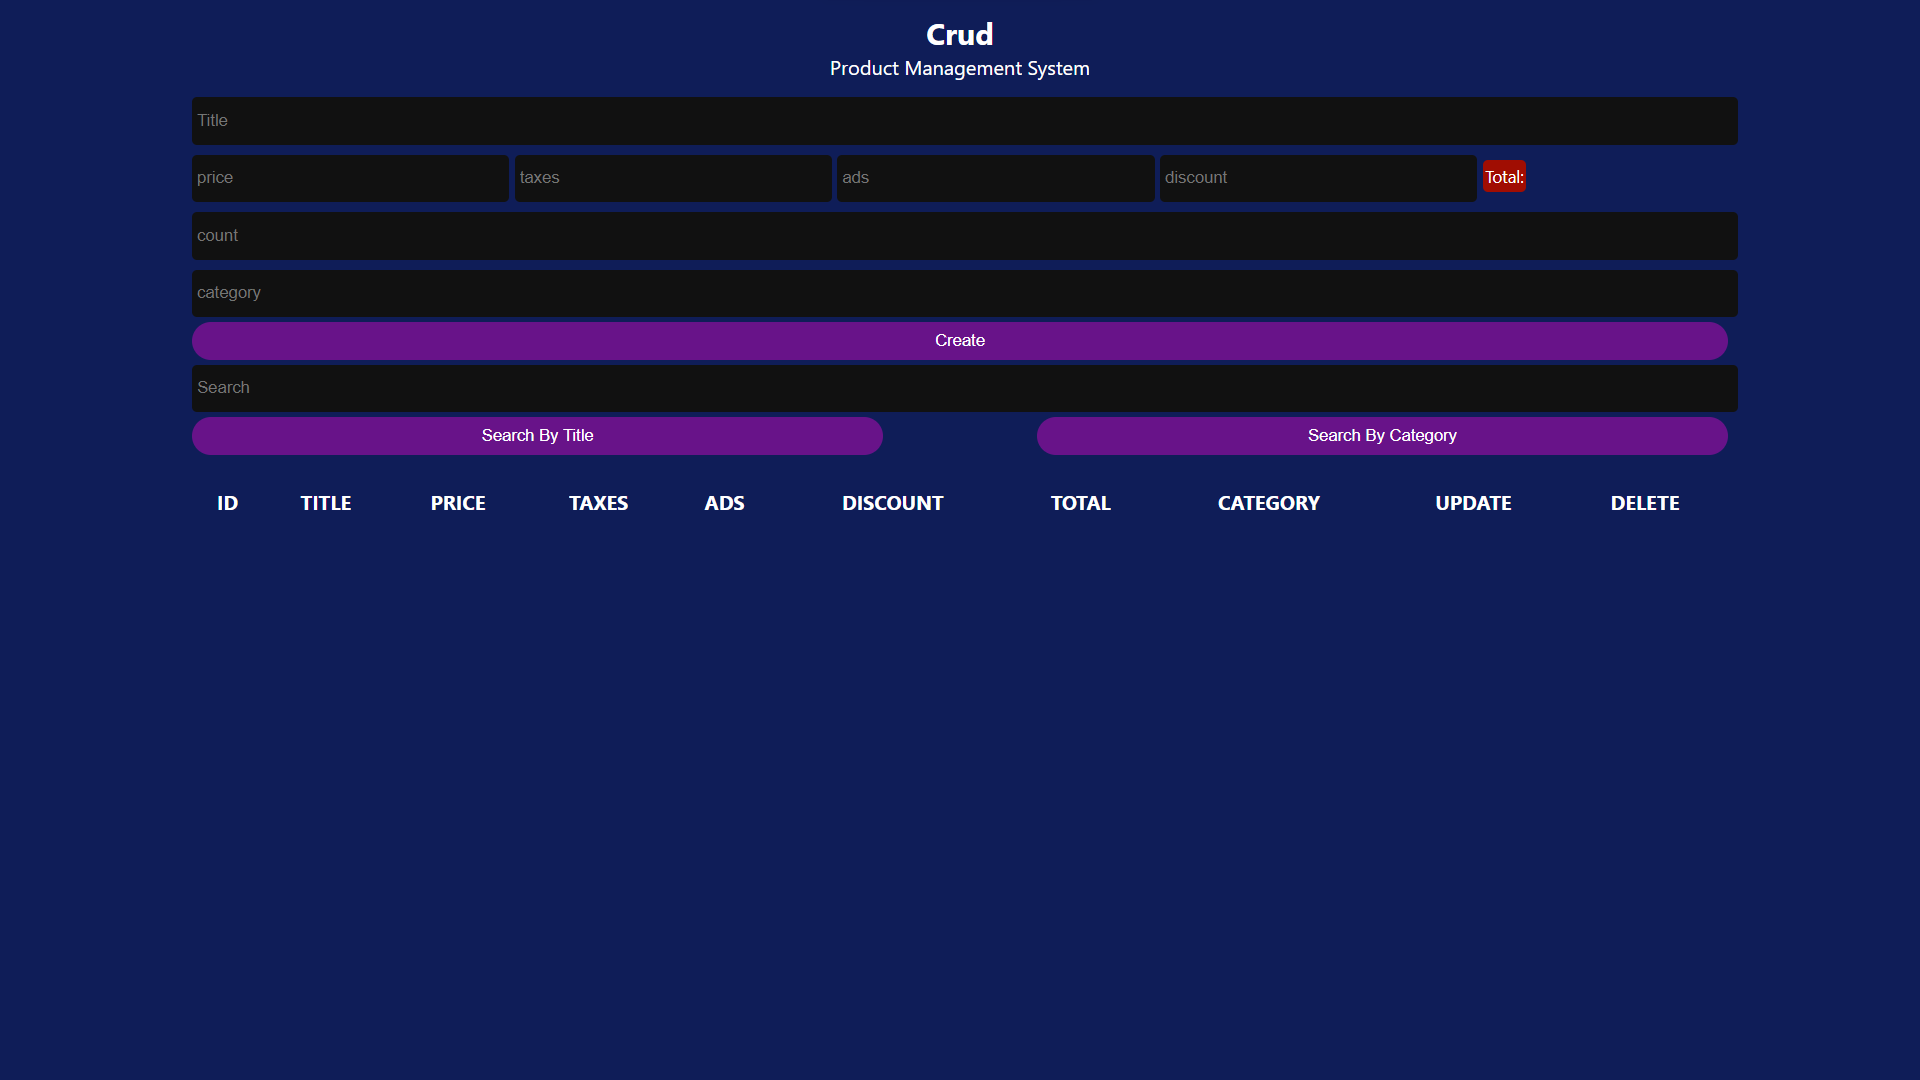 Crud
Product Management System
Title
price taxes ads discount Total:
count
category
Create
Search
Search By Title Search By Category
ID TITLE PRICE TAXES ADS DISCOUNT TOTAL CATEGORY UPDATE DELETE